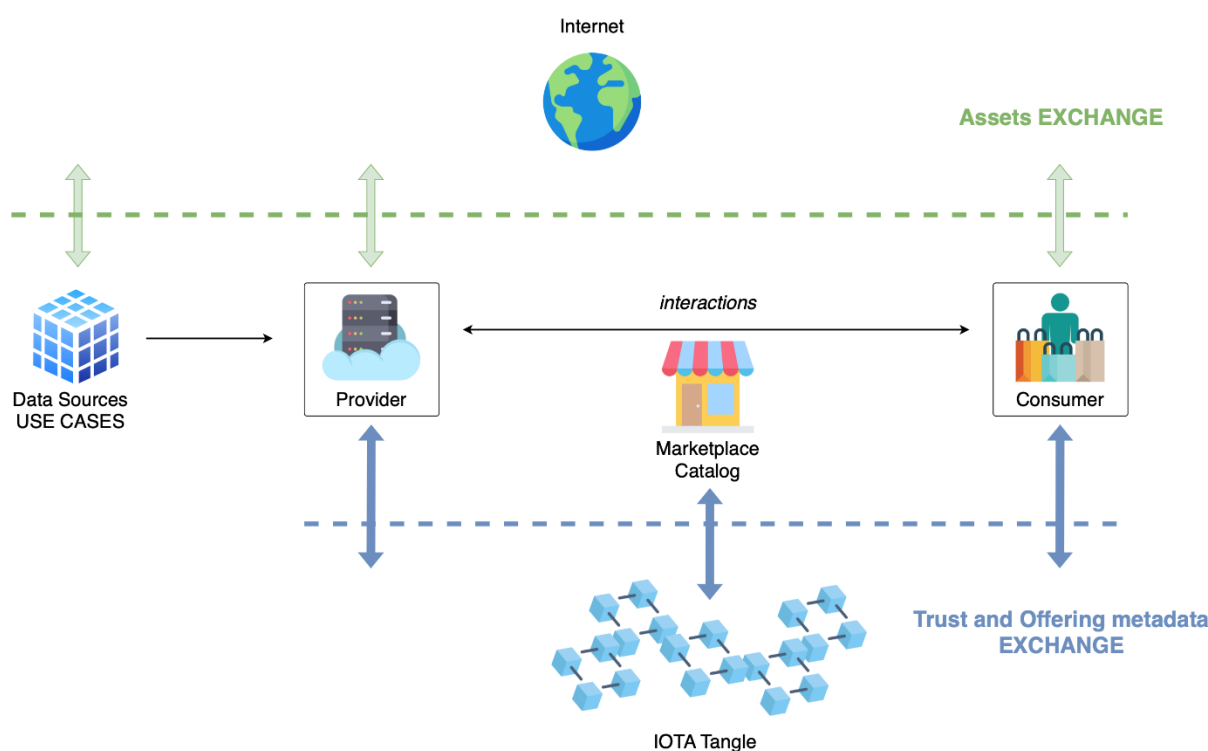 Internet
Assets EXCHANGE
interactions
Data Sources
USE CASES
Provider
Marketplace
Catalog
Consumer
Trust and Offering metadata
EXCHANGE
IOTA Tangle